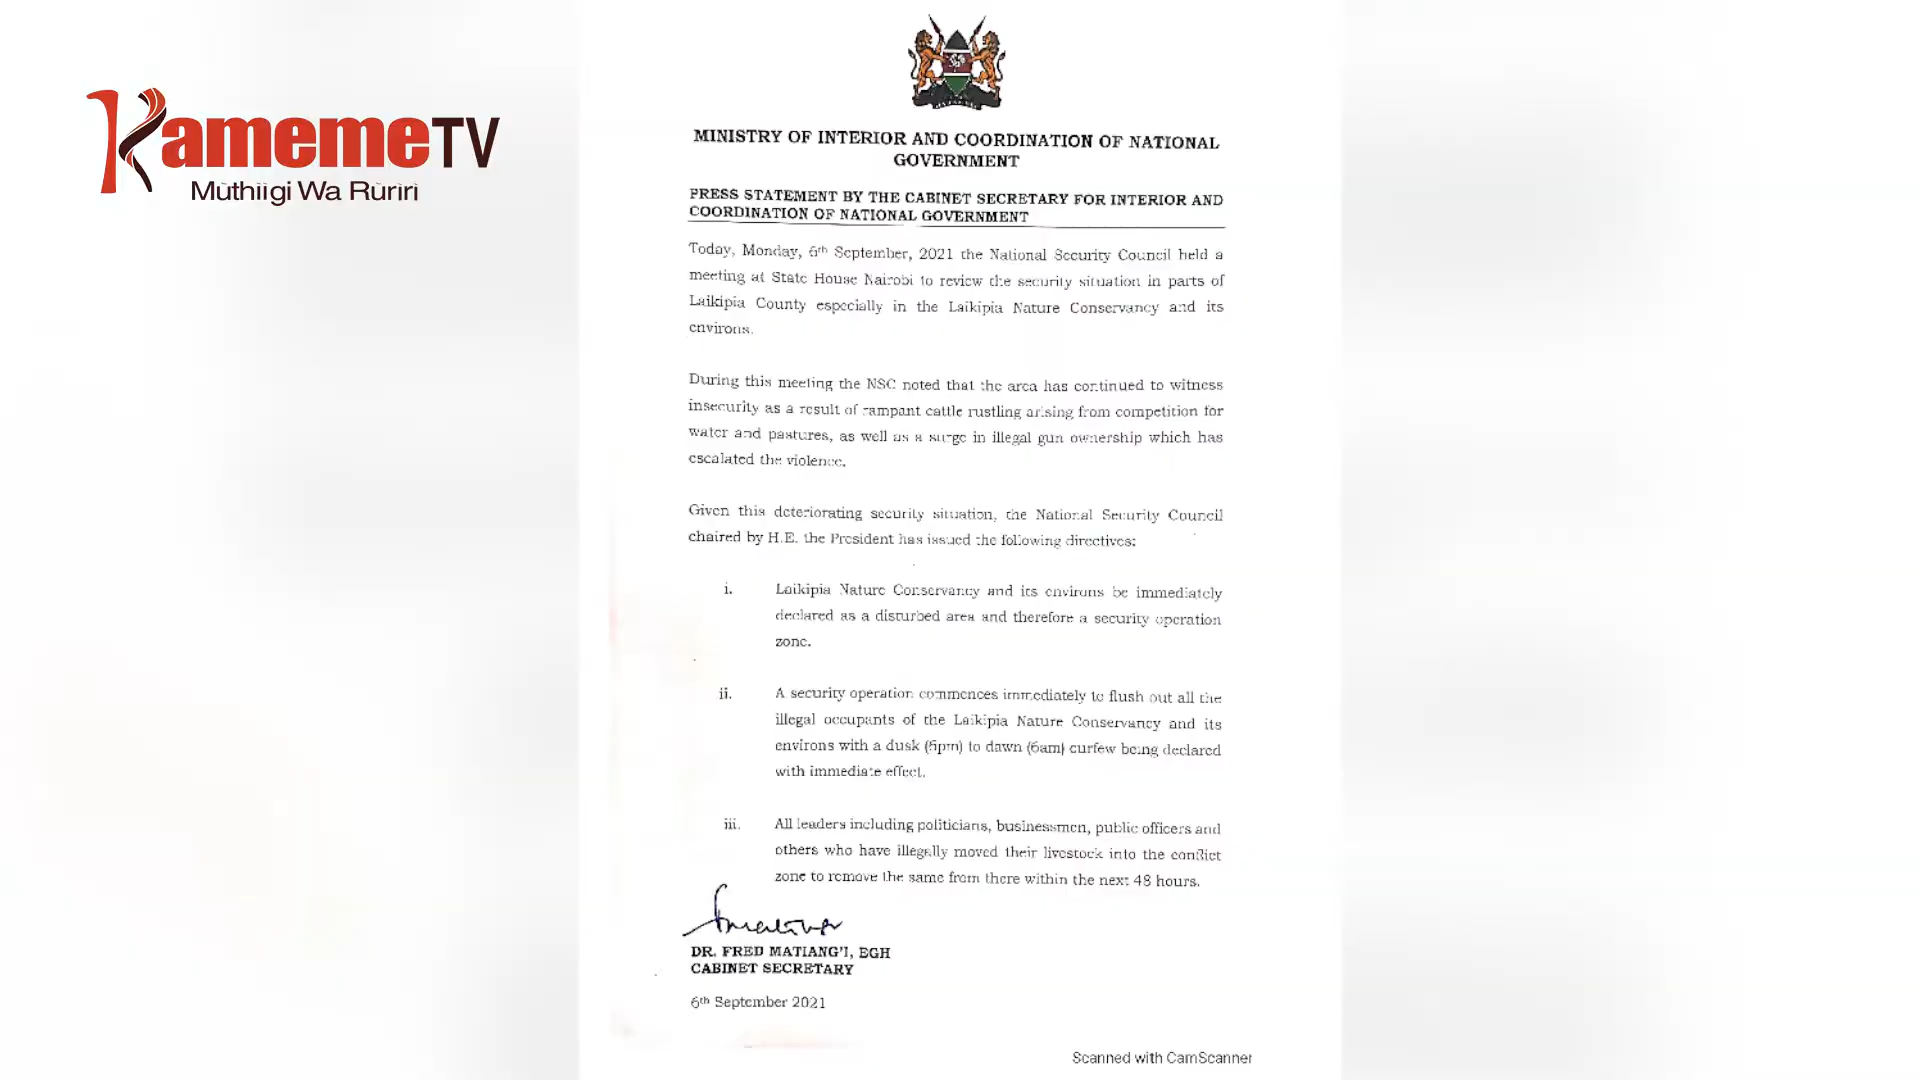 KamemeTV
Mũthiigi Wa Rũrĩrĩ
MINISTRY OF INTERIOR AND COORDINATION OF NATIONAL
GOVERNMENT
PRESS STATEMENT BY THE CABINET SECRETARY FOR INTERIOR AND
COORDINATION OF NATIONAL GOVERNMENT
Today, Monday, 6th September, 2021 the National Security Council held a
meeting at State House Nairobi to review the security situation in parts of
Laikipia County especially in the Laikipia Nature Conservancy and its
environs.
During this meeting the NSC noted that the area has continued to witness
insecurity as a result of rampant cattle rustling arising from competition for
water and pastures, as well as a surge in illegal gun ownership which has
escalated the violence.
Given this deteriorating security situation, the National Security Council
chaired by H.E. the President has issued the following directives:
i. Laikipia Nature Conservancy and its environs be immediately
declared as a disturbed area and therefore a security operation
zone.
ii. A security operation commences immediately to flush out all the
illegal occupants of the Laikipia Nature Conservancy and its
environs with a dusk (6pm) to dawn (6am) curfew being declared
with immediate effect.
iii. All leaders including politicians, businessmen, public officers and
others who have illegally moved their livestock into the conflict
zone to remove the same from there within the next 48 hours.
DR. FRED MATIANG'I, EGH
CABINET SECRETARY
6th September 2021
Scanned with CamScanner